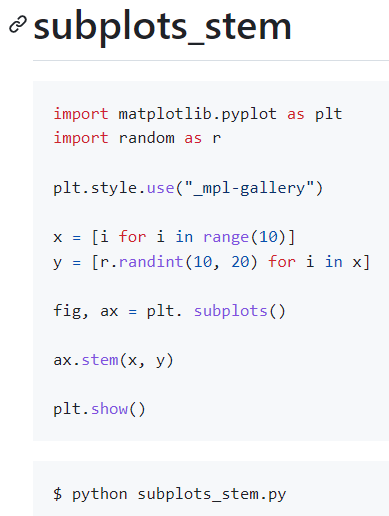 subplots_stem
import matplotlib.pyplot as plt
import random as r
plt.style.use("_mpl-gallery")
x = [i for i in range(10)]
y = [r.randint(10, 20) for i in x]
fig, ax = plt. subplots()
ax.stem(x, y)
plt.show()
$ python subplots_stem.py